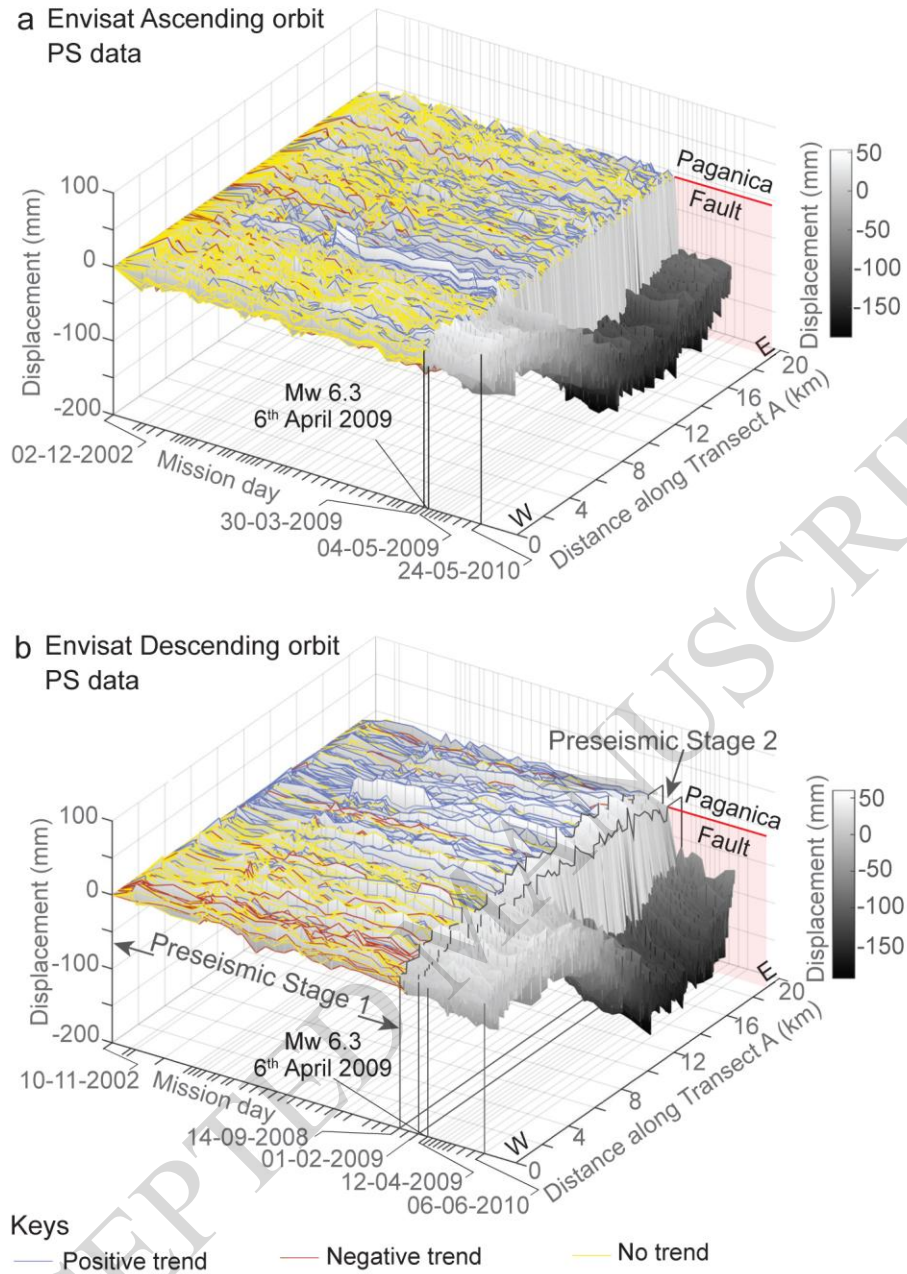 a Envisat Ascending orbit
PS data
Displacement (mm)
100
0
-100
-200
Paganica
Fault
Displacement (mm)
50
0
-50
-100
-150
Mw 6.3
6th April 2009
02-12-2002
Mission day
30-03-2009
04-05-2009
24-05-2010
W
E
0
4
8
12
16
20
Distance along Transect A (km)
b Envisat Descending orbit
PS data
Preseismic Stage 2
Displacement (mm)
100
0
-100
-200
Paganica
Fault
Displacement (mm)
50
0
-50
-100
-150
Preseismic Stage 1
Mw 6.3
6th April 2009
10-11-2002
Mission day
14-09-2008
01-02-2009
12-04-2009
06-06-2010
W
E
0
4
8
12
16
20
Distance along Transect A (km)
Keys
Positive trend
Negative trend
No trend
EPTED MANUSCRI